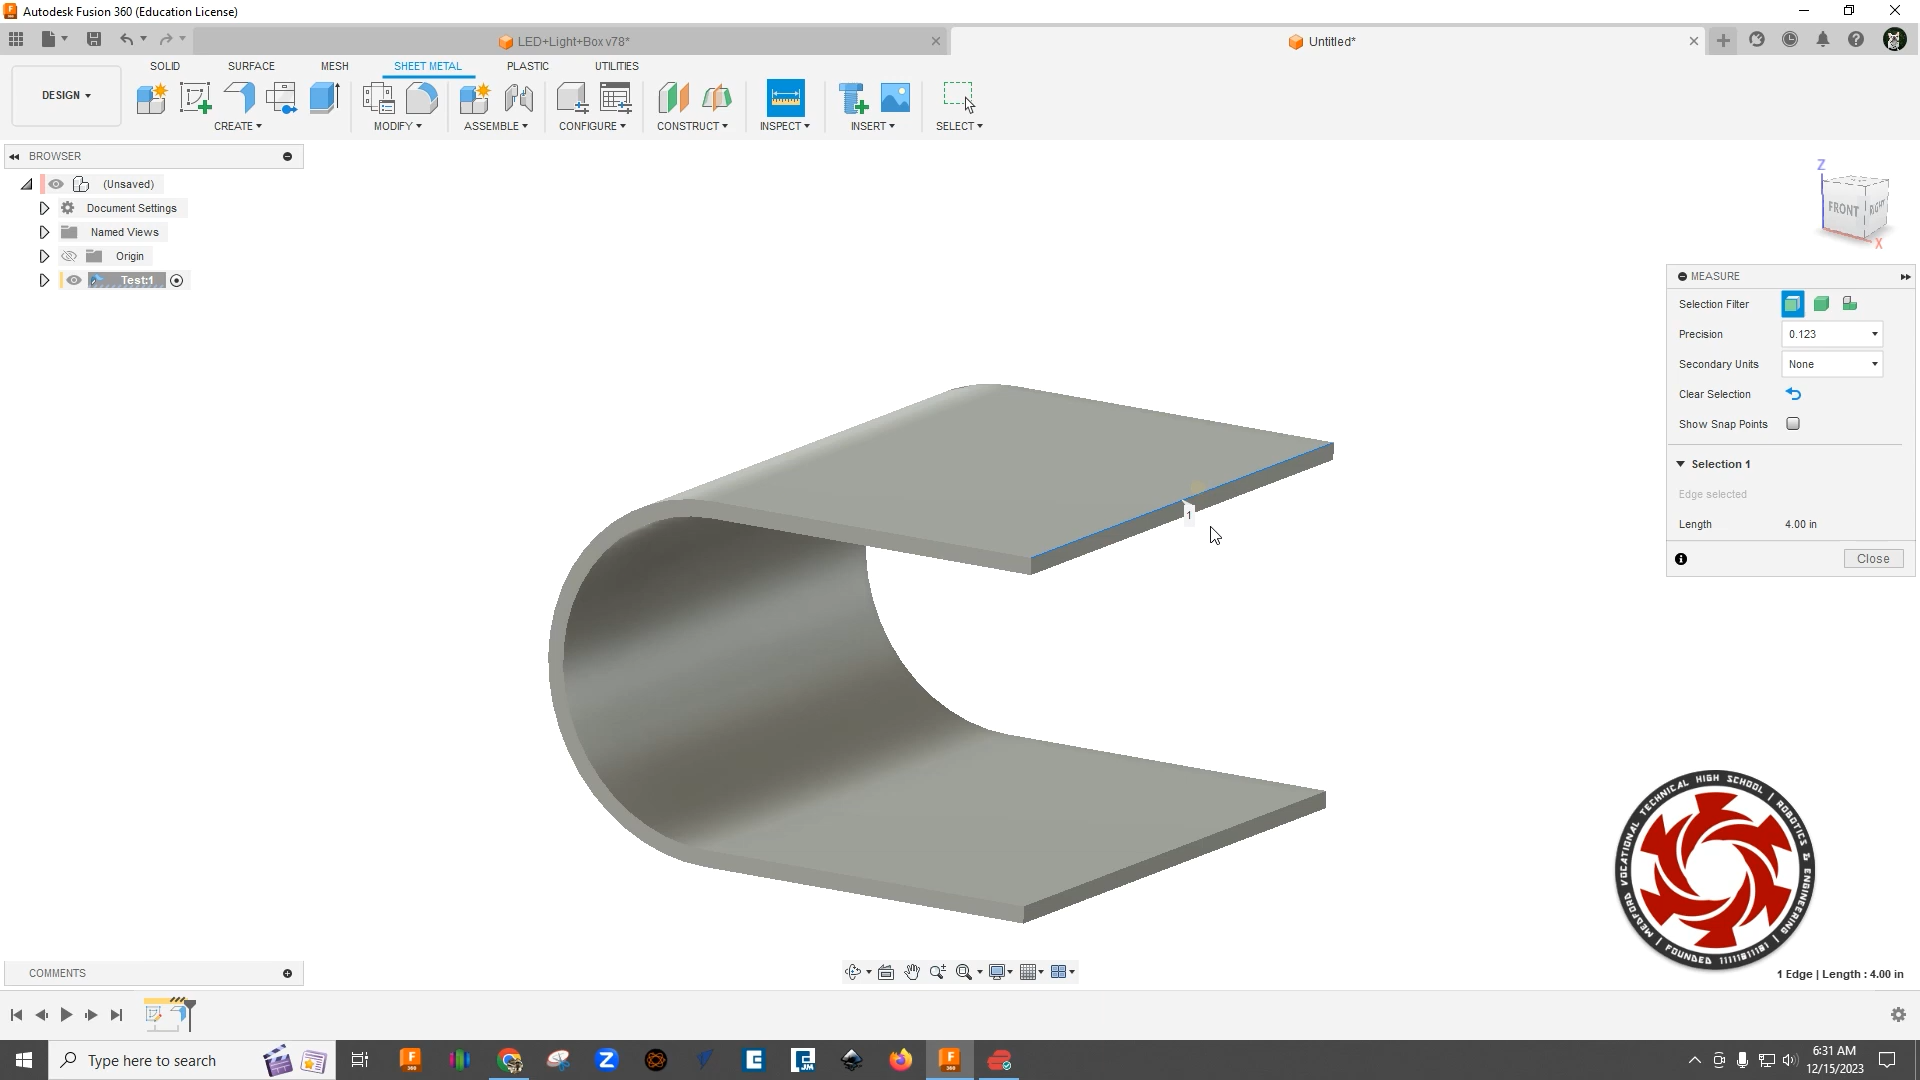 Autodesk Fusion 360 (Education License)
LED+Light+Box v78*
Untitled*
DESIGN
SOLID
SURFACE
MESH
SHEET METAL
PLASTIC
UTILITIES
CREATE
MODIFY
ASSEMBLE
CONFIGURE
CONSTRUCT
INSPECT
INSERT
SELECT
BROWSER
(Unsaved)
Document Settings
Named Views
Origin
Test:1
Z
FRONT
RIGHT
X
MEASURE
Selection Filter
Precision
0.123
Secondary Units
None
Clear Selection
Show Snap Points
Selection 1
Edge selected
Length
4.00 in
Close
1
MEDFORD VOCATIONAL TECHNICAL HIGH SCHOOL | ROBOTICS & ENGINEERING
1 Edge | Length : 4.00 in
COMMENTS
Type here to search
6:31 AM
12/15/2023